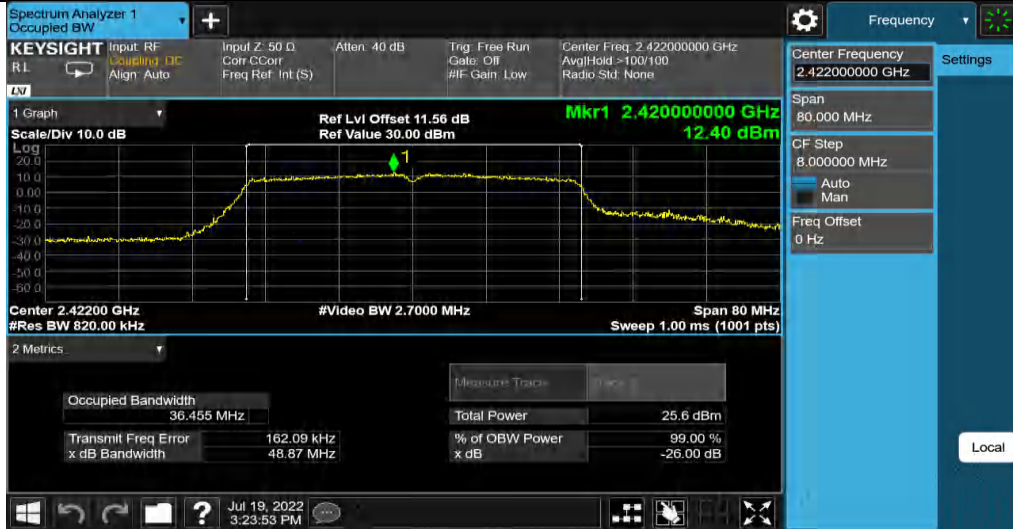 Spectrum Analyzer 1
Occupied BW
Frequency
KEYSIGHT
RL
LXI
Input: RF
Coupling: DC
Align: Auto
Input Z: 50 Ω
Corr CCorr
Freq Ref: Int (S)
Atten: 40 dB
Trig: Free Run
Gate: Off
#IF Gain: Low
Center Freq: 2.422000000 GHz
Avg|Hold:>100/100
Radio Std: None
1 Graph
Scale/Div 10.0 dB
Ref Lvl Offset 11.56 dB
Ref Value 30.00 dBm
Mkr1 2.420000000 GHz
12.40 dBm
Log
20.0
10.0
0.00
-10.0
-20.0
-30.0
-40.0
-50.0
-60.0
1
Center 2.42200 GHz
#Res BW 820.00 kHz
#Video BW 2.7000 MHz
Span 80 MHz
Sweep 1.00 ms (1001 pts)
2 Metrics
Occupied Bandwidth
36.455 MHz
Transmit Freq Error 162.09 kHz
x dB Bandwidth 48.87 MHz
Measure Trace
Total Power 25.6 dBm
% of OBW Power 99.00 %
x dB -26.00 dB
Center Frequency
2.422000000 GHz
Settings
Span
80.000 MHz
CF Step
8.000000 MHz
Auto
Man
Freq Offset
0 Hz
Local
?
Jul 19, 2022
3:23:53 PM